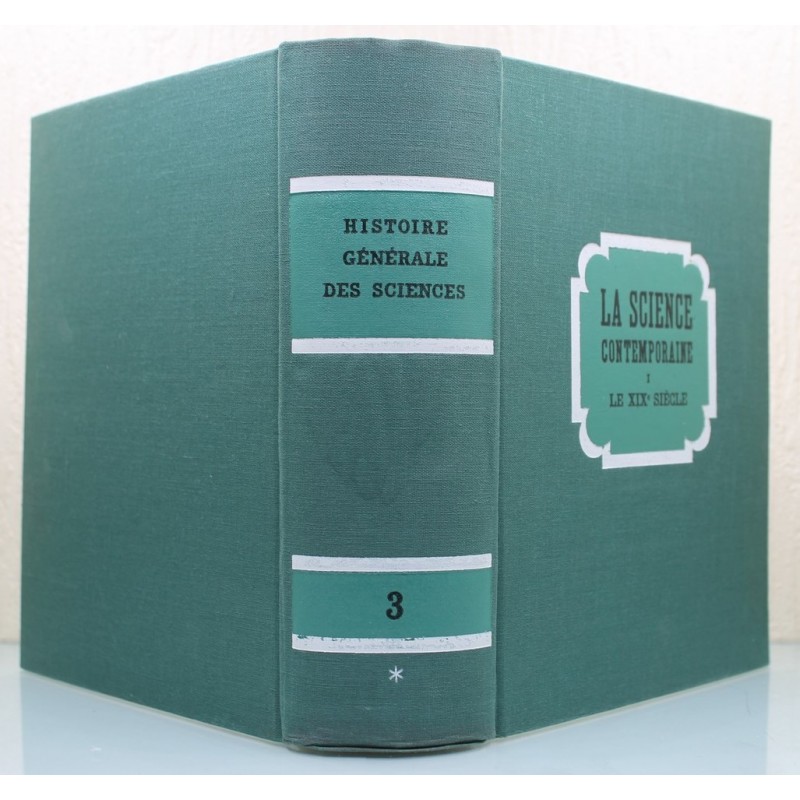 HISTOIRE
GÉNÉRALE
DES SCIENCES
3
*
LA SCIENCE
CONTEMPORAINE
I
LE XIXe SIÈCLE